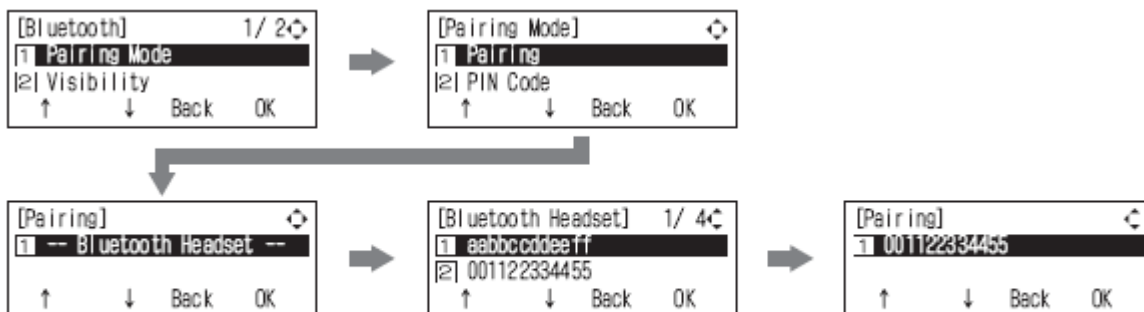 [Bluetooth] 1/ 2
1 Pairing Mode
2 Visibility
↑ ↓ Back OK
[Pairing Mode]
1 Pairing
2 PIN Code
↑ ↓ Back OK
[Pairing]
1 -- Bluetooth Headset --
↑ ↓ Back OK
[Bluetooth Headset] 1/ 4
1 aabbccddeeff
2 001122334455
↑ ↓ Back OK
[Pairing]
1 001122334455
↑ ↓ Back OK